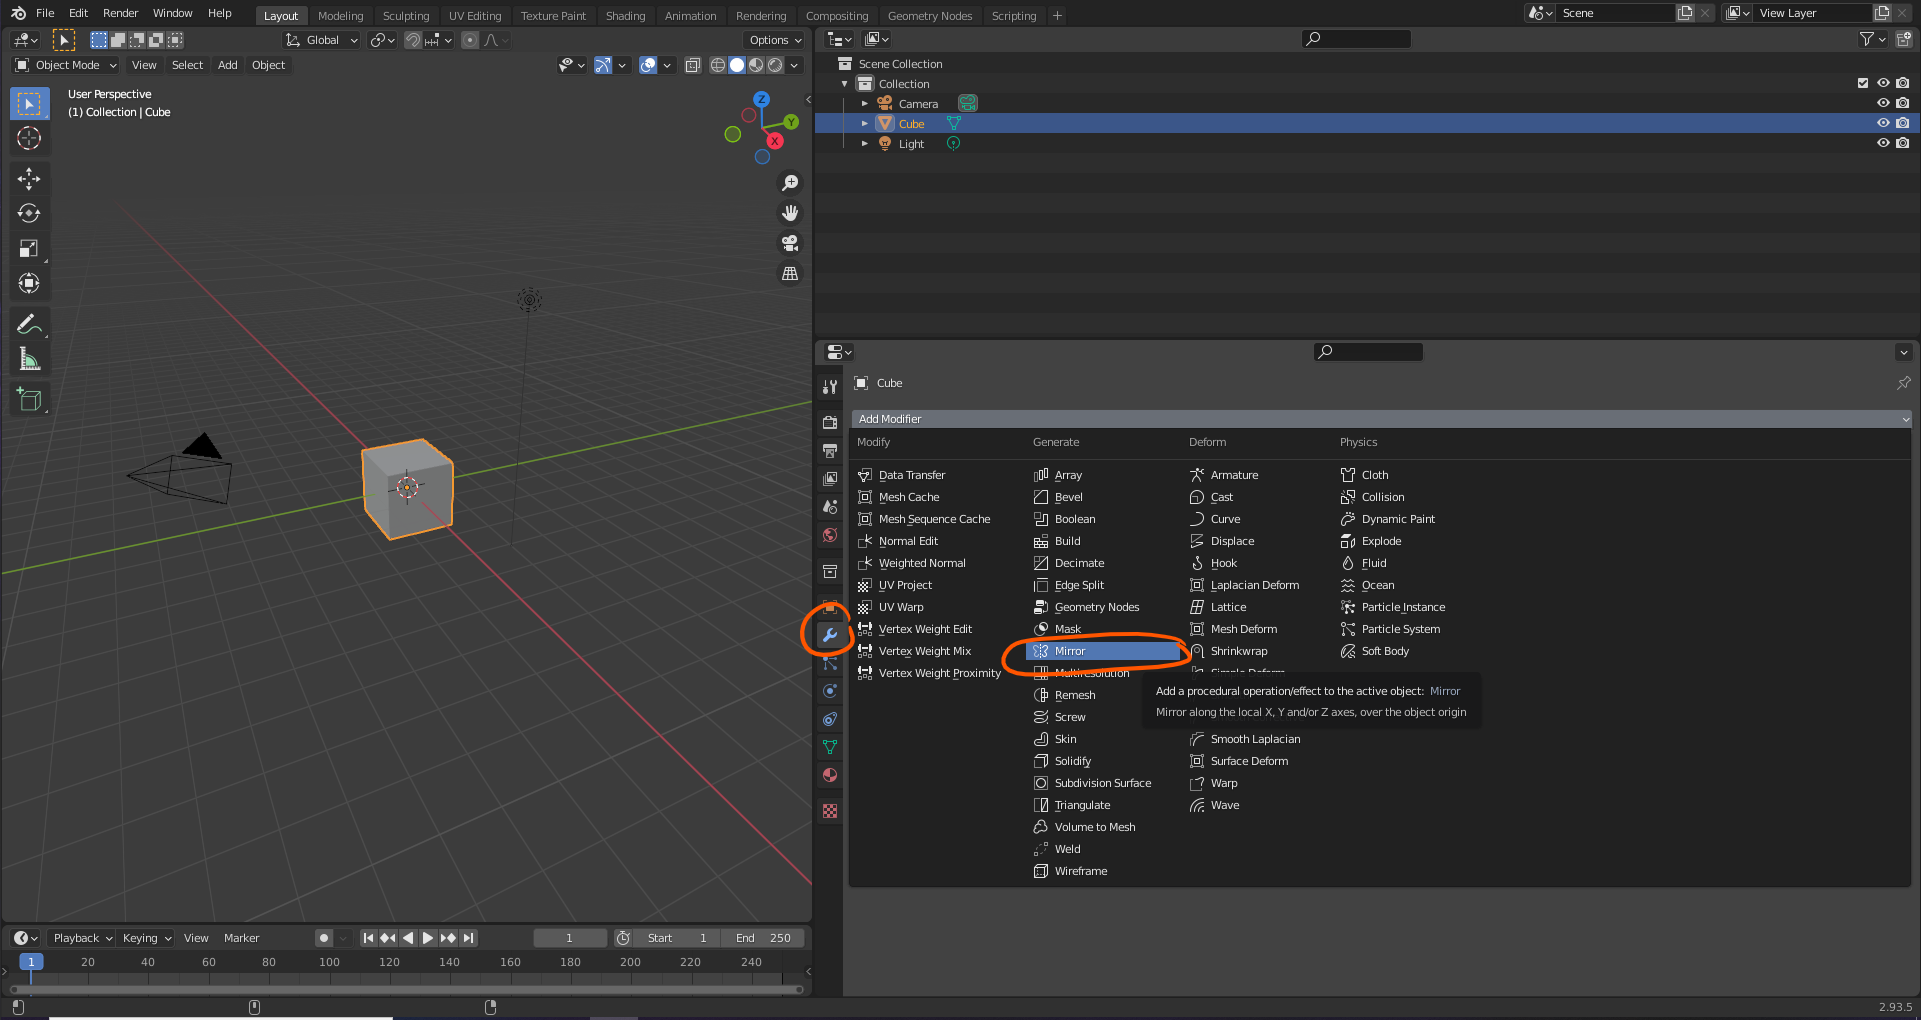 File Edit Render Window Help Layout Modeling Sculpting UV Editing Texture Paint Shading Animation Rendering Compositing Geometry Nodes Scripting + Scene View Layer
Global Options
Object Mode View Select Add Object
User Perspective
(1) Collection | Cube
Z
Y
X
Scene Collection
Collection
Camera
Cube
Light
Cube
Add Modifier
Modify Generate Deform Physics
Data Transfer Array Armature Cloth
Mesh Cache Bevel Cast Collision
Mesh Sequence Cache Boolean Curve Dynamic Paint
Normal Edit Build Displace Explode
Weighted Normal Decimate Hook Fluid
UV Project Edge Split Laplacian Deform Ocean
UV Warp Geometry Nodes Lattice Particle Instance
Vertex Weight Edit Mask Mesh Deform Particle System
Vertex Weight Mix Mirror Shrinkwrap Soft Body
Vertex Weight Proximity Multiresolution Simple Deform
Remesh
Add a procedural operation/effect to the active object: Mirror
Mirror along the local X, Y and/or Z axes, over the object origin
Screw
Skin Smooth Laplacian
Solidify Surface Deform
Subdivision Surface Warp
Triangulate Wave
Volume to Mesh
Weld
Wireframe
Playback Keying View Marker 1 Start 1 End 250
1 20 40 60 80 100 120 140 160 180 200 220 240
2.93.5